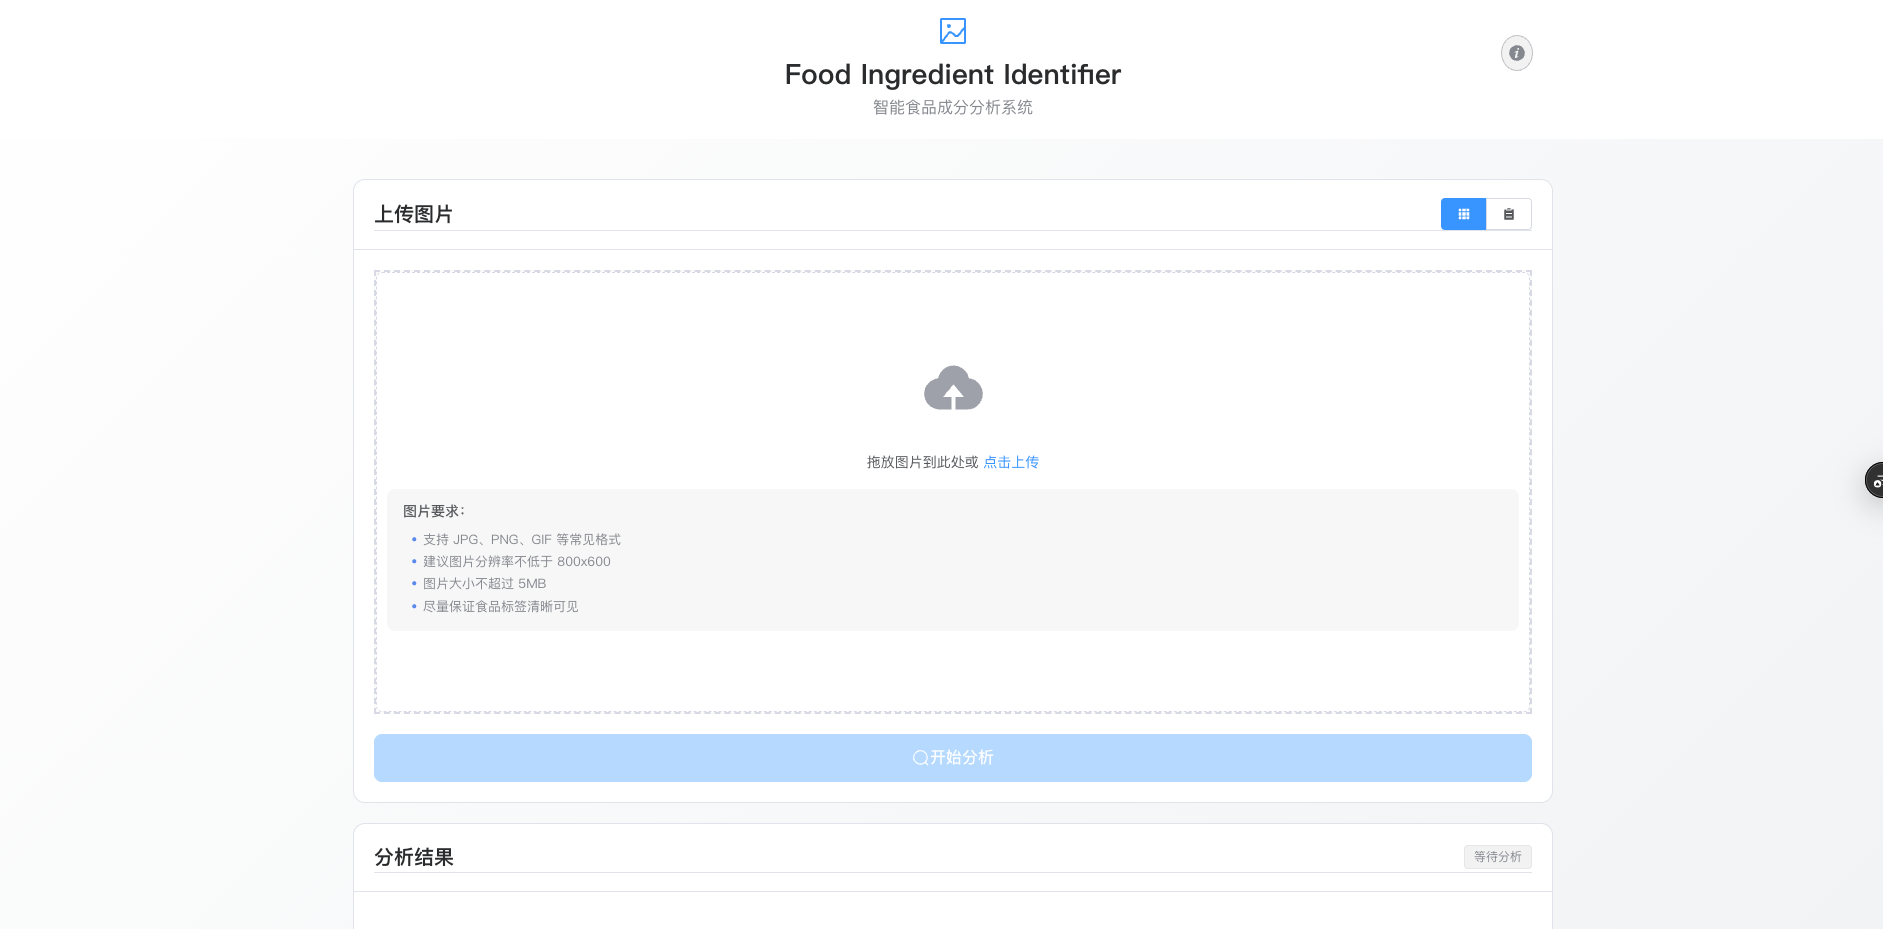 Food Ingredient Identifier
智能食品成分分析系统
上传图片
拖放图片到此处或 点击上传
图片要求：
• 支持 JPG、PNG、GIF 等常见格式
• 建议图片分辨率不低于 800x600
• 图片大小不超过 5MB
• 尽量保证食品标签清晰可见
开始分析
分析结果
等待分析